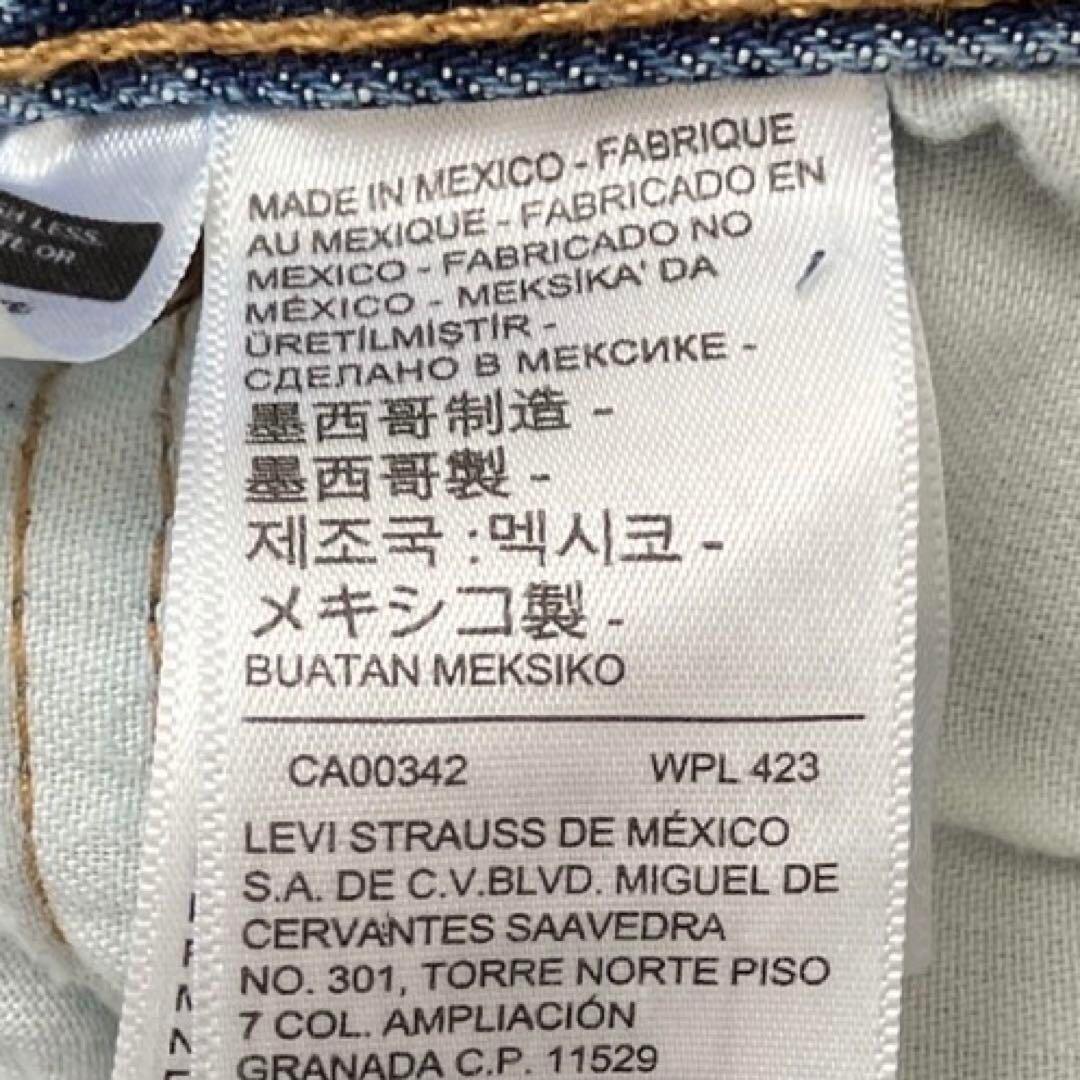 LESS.
OR
MADE IN MEXICO - FABRIQUE
AU MEXIQUE - FABRICADO EN
MEXICO - FABRICADO NO
MÉXICO - MEKSİKA' DA
ÜRETİLMİŞTİR -
СДЕЛАНО В МЕКСИКЕ -
墨西哥制造 -
墨西哥製 -
제조국 :멕시코 -
メキシコ製 -
BUATAN MEKSIKO
CA00342 WPL 423
LEVI STRAUSS DE MÉXICO
S.A. DE C.V.BLVD. MIGUEL DE
CERVANTES SAAVEDRA
NO. 301, TORRE NORTE PISO
7 COL. AMPLIACIÓN
GRANADA C.P. 11529